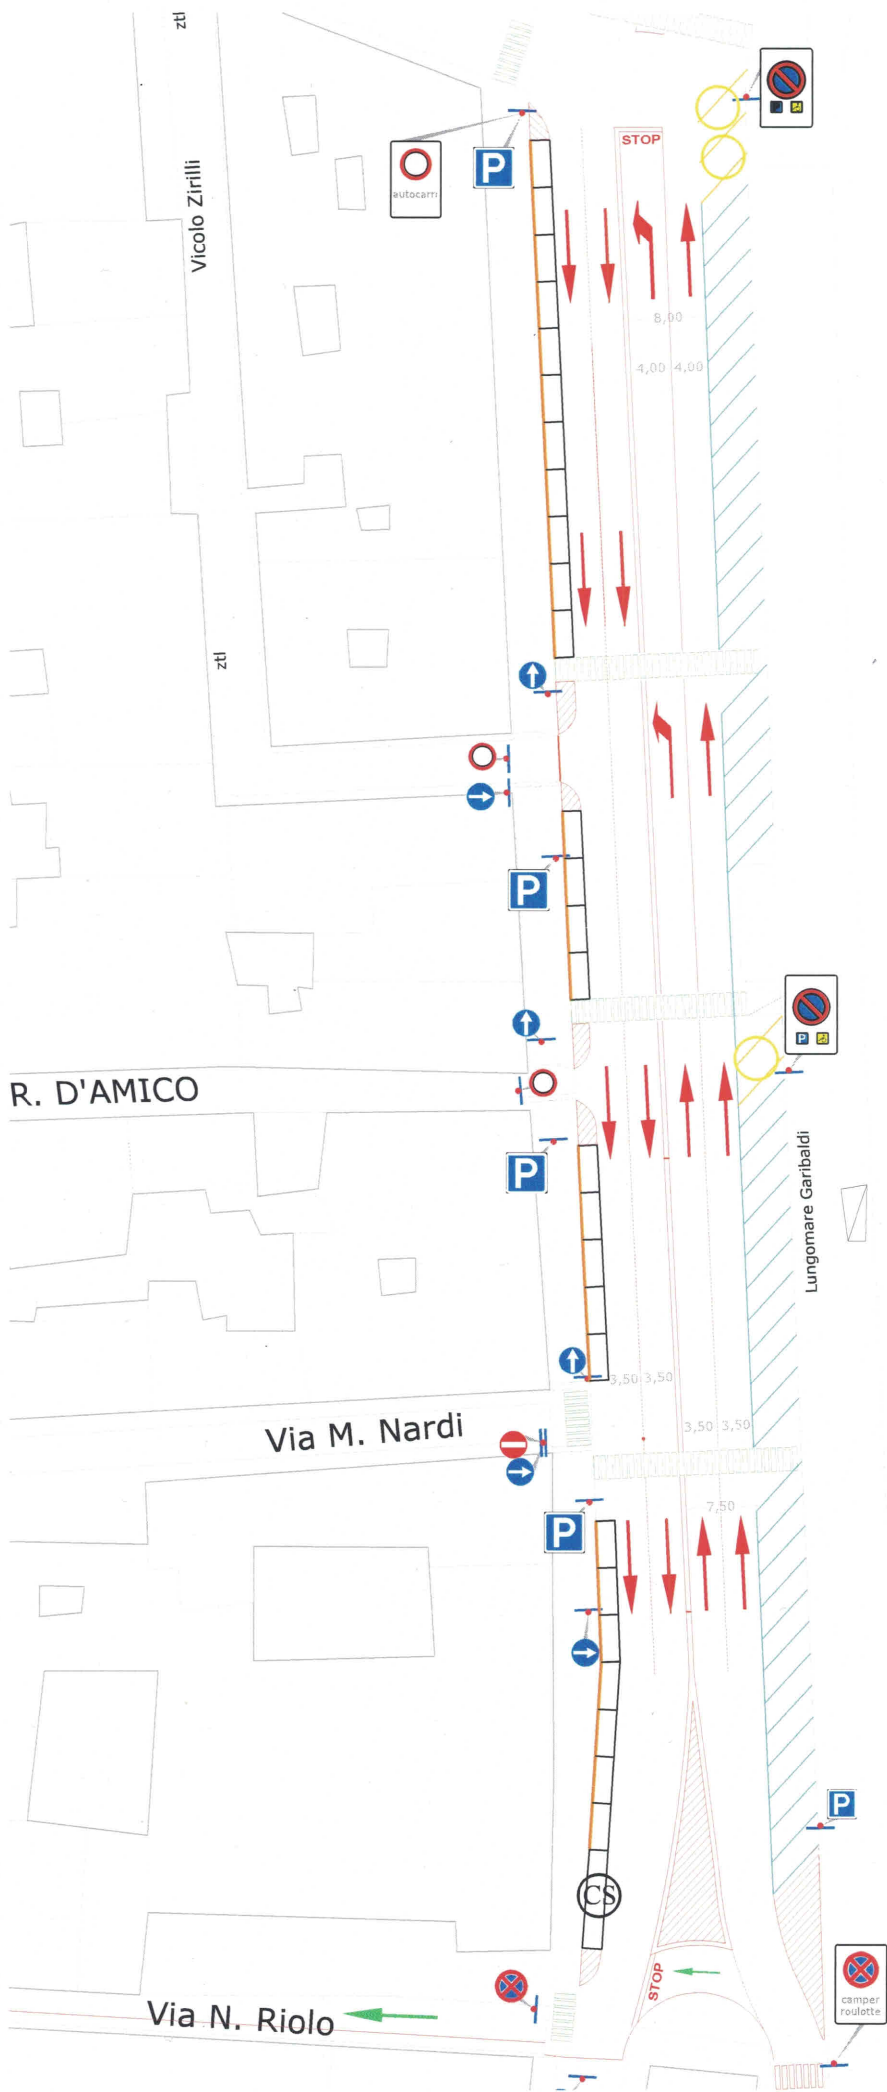 ztl
STOP
P
autocarri
Vicolo Zirilli
8,00
4,00 4,00
ztl
P
P
R. D'AMICO
P
Lungomare Garibaldi
3,50 3,50
Via M. Nardi
3,50 3,50
7,50
P
P
CS
STOP
camper
roulotte
Via N. Riolo